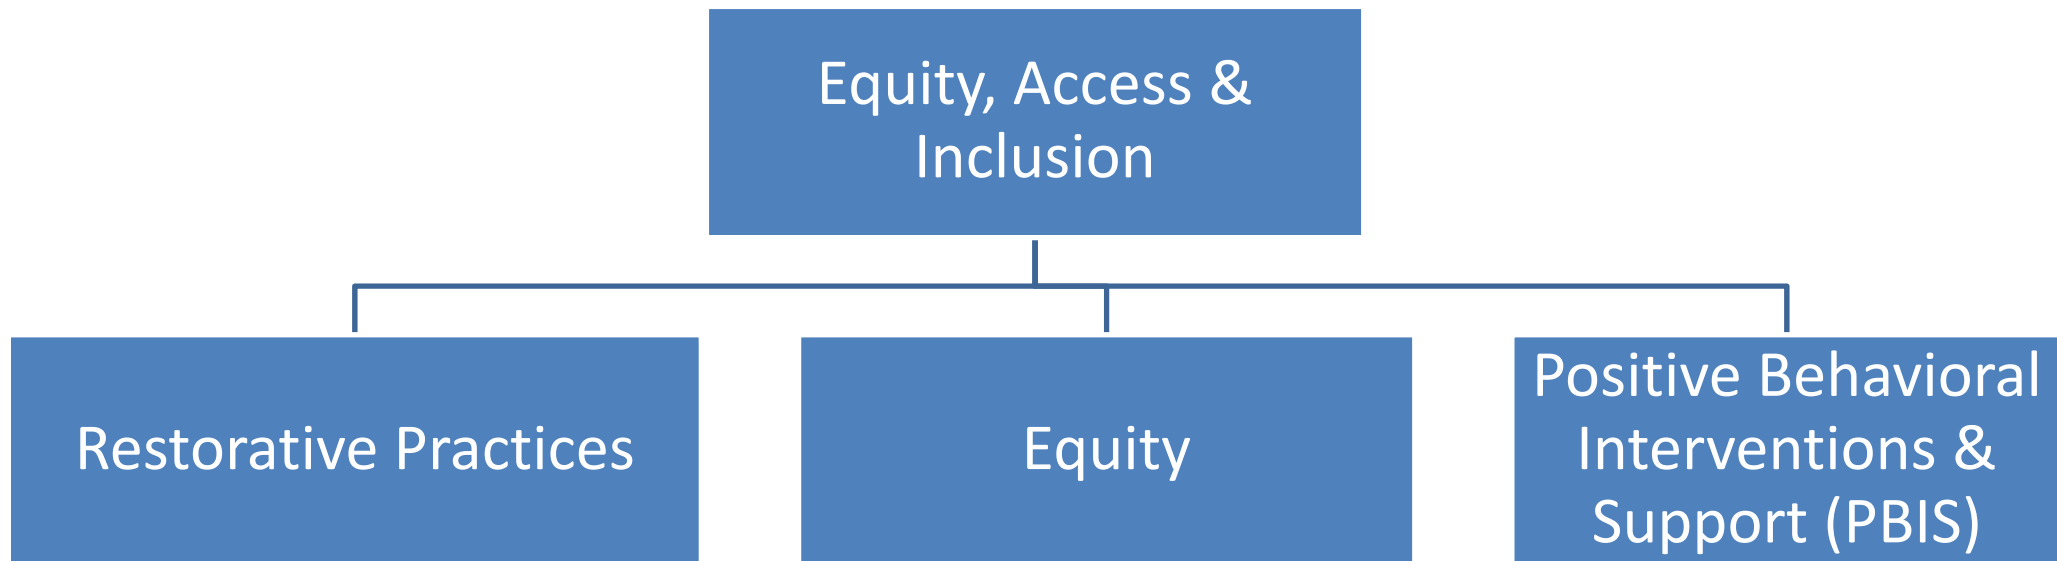 Equity, Access &
Inclusion
Restorative Practices
Equity
Positive Behavioral
Interventions &
Support (PBIS)